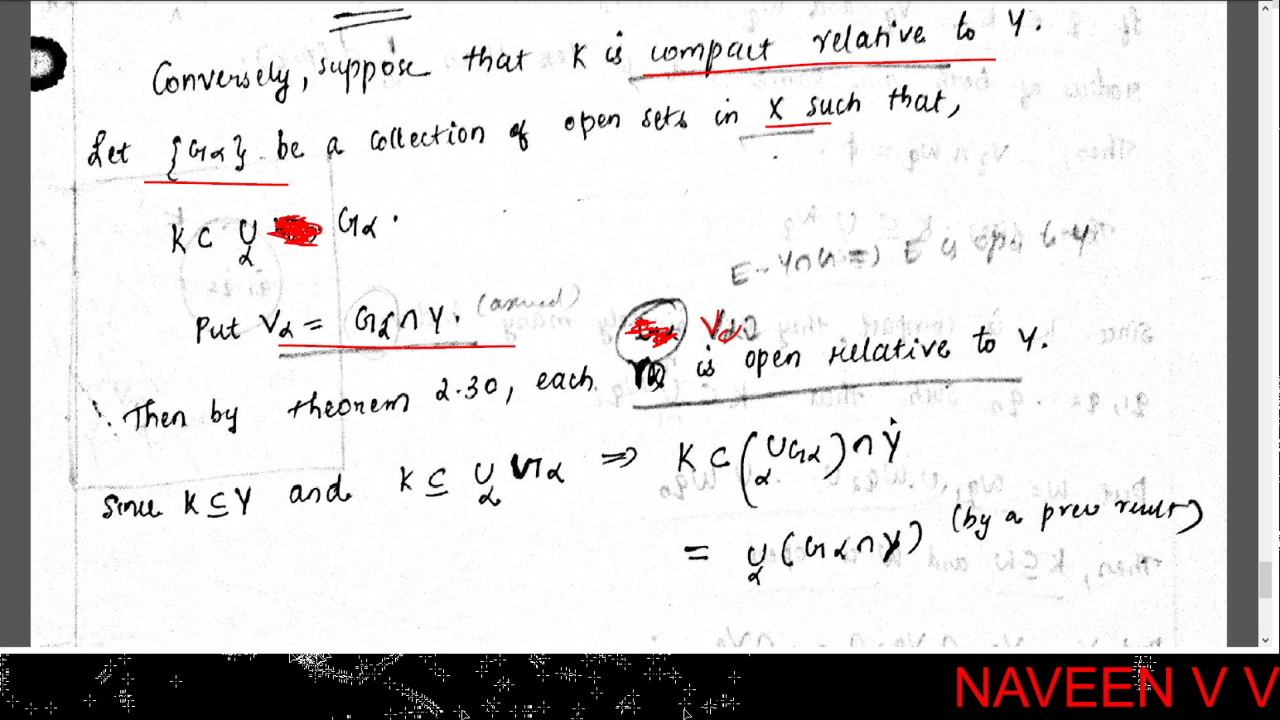 Conversely, suppose that K is compact relative to Y.
Let {Gα} be a collection of open sets in X such that,
K ⊂ ∪α Gα.
Put Vα = Gα ∩ Y. (assumed)
Vα
Then by theorem 2.30, each is open relative to Y.
Since K ⊆ Y and K ⊆ ∪α Gα ⇒ K ⊂ (∪α Gα) ∩ Y
= ∪α (Gα ∩ Y) (by a prev result)
NAVEEN V V